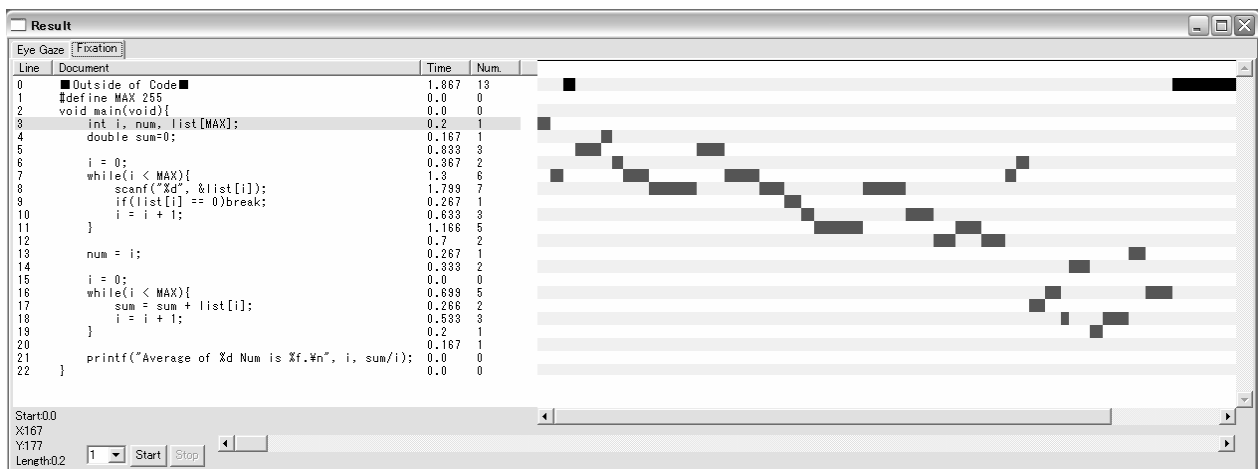 Result
Eye Gaze Fixation
Line Document Time Num.
0 ■Outside of Code■ 1.867 13
1 #define MAX 255 0.0 0
2 void main(void){ 0.0 0
3 int i, num, list[MAX]; 0.2 1
4 double sum=0; 0.167 1
5 0.833 3
6 i = 0; 0.367 2
7 while(i < MAX){ 1.3 6
8 scanf("%d", &list[i]); 1.799 7
9 if(list[i] == 0)break; 0.267 1
10 i = i + 1; 0.633 3
11 } 1.166 5
12 0.7 2
13 num = i; 0.267 1
14 0.333 2
15 i = 0; 0.0 0
16 while(i < MAX){ 0.699 5
17 sum = sum + list[i]; 0.266 2
18 i = i + 1; 0.533 3
19 } 0.2 1
20 0.167 1
21 printf("Average of %d Num is %f.¥n", i, sum/i); 0.0 0
22 } 0.0 0
Start:0.0
X:167
Y:177
Length:0.2 1 Start Stop